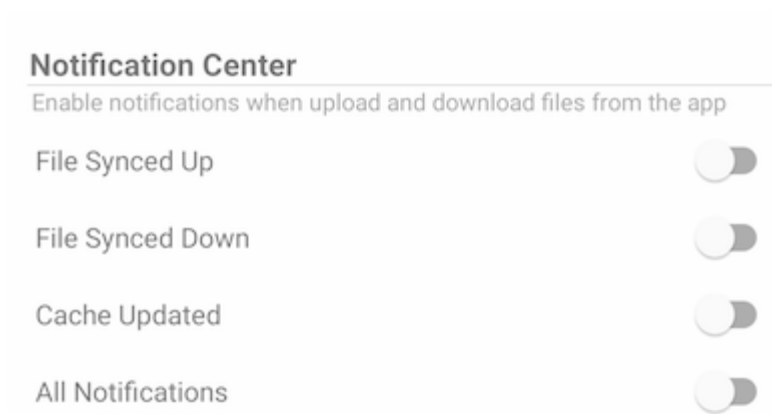 Notification Center
Enable notifications when upload and download files from the app
File Synced Up
File Synced Down
Cache Updated
All Notifications